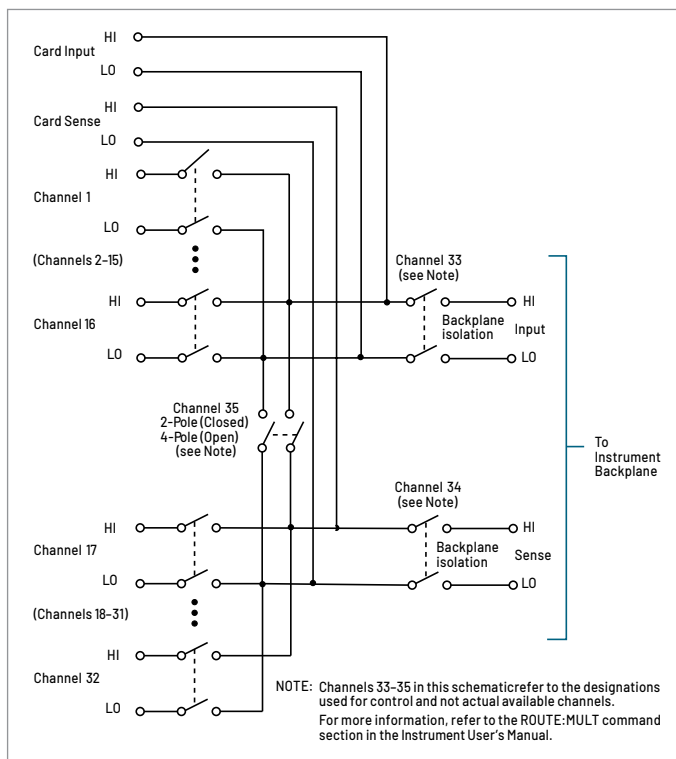 HI
Card Input
LO
HI
Card Sense
LO
HI
Channel 1
LO
(Channels 2–15)
Channel 33
(see Note)
HI
HI
Channel 16
Backplane
isolation
Input
LO
LO
Channel 35
2-Pole (Closed)
4-Pole (Open)
(see Note)
To
Instrument
Backplane
Channel 34
(see Note)
HI
HI
Channel 17
Backplane
isolation
Sense
LO
LO
(Channels 18–31)
HI
Channel 32
LO
NOTE: Channels 33–35 in this schematicrefer to the designations
used for control and not actual available channels.
For more information, refer to the ROUTE:MULT command
section in the Instrument User's Manual.